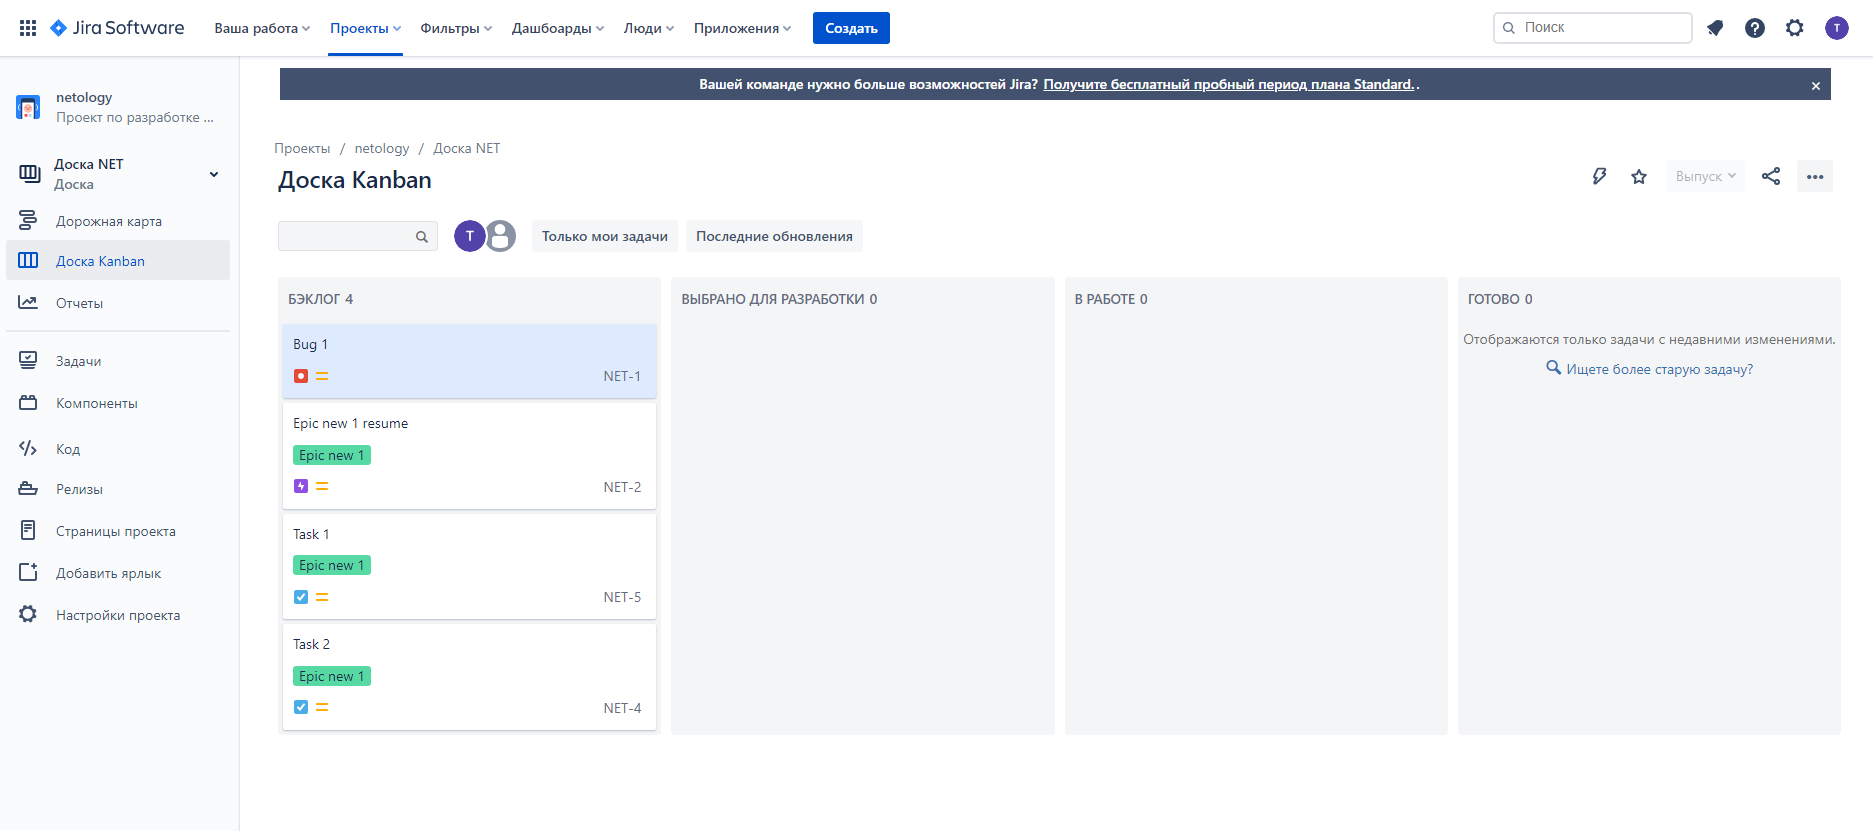 Jira Software
Ваша работа
Проекты
Фильтры
Дашборды
Люди
Приложения
Создать
Поиск
T
netology
Проект по разработке ...
Доска NET
Доска
Дорожная карта
Доска Kanban
Отчеты
Задачи
Компоненты
Код
Релизы
Страницы проекта
Добавить ярлык
Настройки проекта
Вашей команде нужно больше возможностей Jira? Получите бесплатный пробный период плана Standard. .
Проекты / netology / Доска NET
Доска Kanban
Выпуск
T
Только мои задачи
Последние обновления
БЭКЛОГ 4
Bug 1
NET-1
Epic new 1 resume
Epic new 1
NET-2
Task 1
Epic new 1
NET-5
Task 2
Epic new 1
NET-4
ВЫБРАНО ДЛЯ РАЗРАБОТКИ 0
В РАБОТЕ 0
ГОТОВО 0
Отображаются только задачи с недавними изменениями.
Ищете более старую задачу?